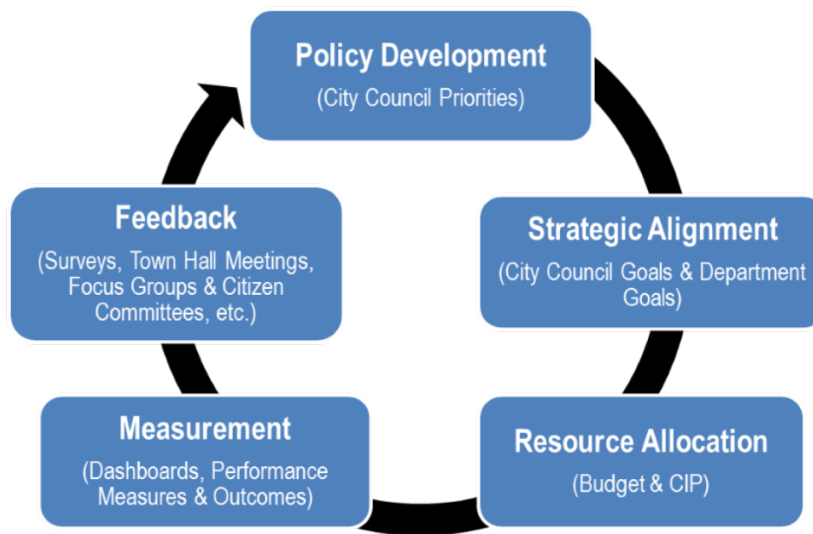 Policy Development
(City Council Priorities)
Strategic Alignment
(City Council Goals & Department
Goals)
Resource Allocation
(Budget & CIP)
Measurement
(Dashboards, Performance
Measures & Outcomes)
Feedback
(Surveys, Town Hall Meetings,
Focus Groups & Citizen
Committees, etc.)